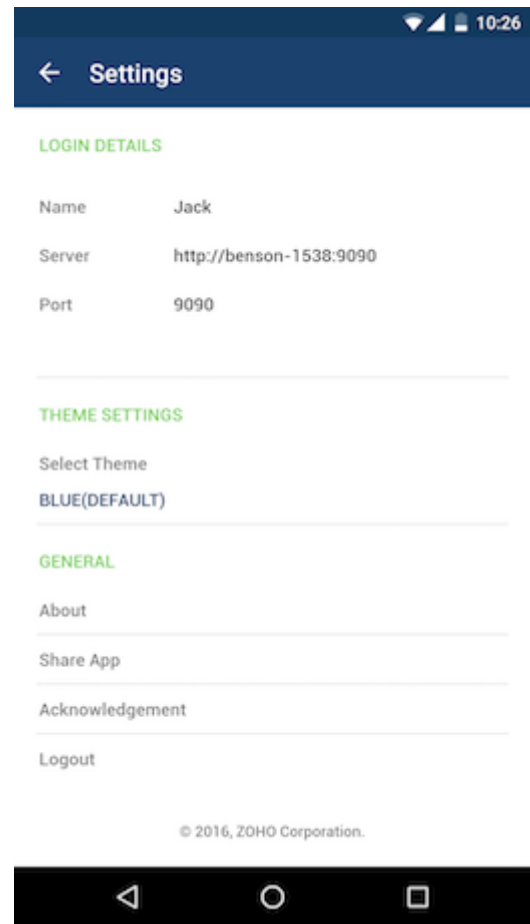 10:26
Settings
LOGIN DETAILS
Name Jack
Server http://benson-1538:9090
Port 9090
THEME SETTINGS
Select Theme
BLUE(DEFAULT)
GENERAL
About
Share App
Acknowledgement
Logout
© 2016, ZOHO Corporation.